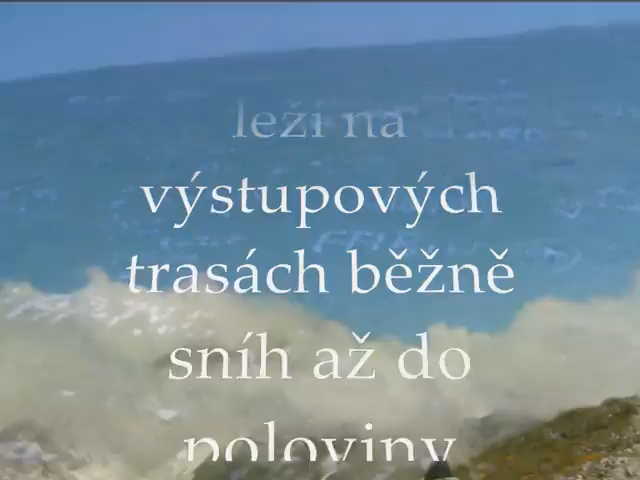 leží na
výstupových
trasách běžně
sníh až do
poloviny